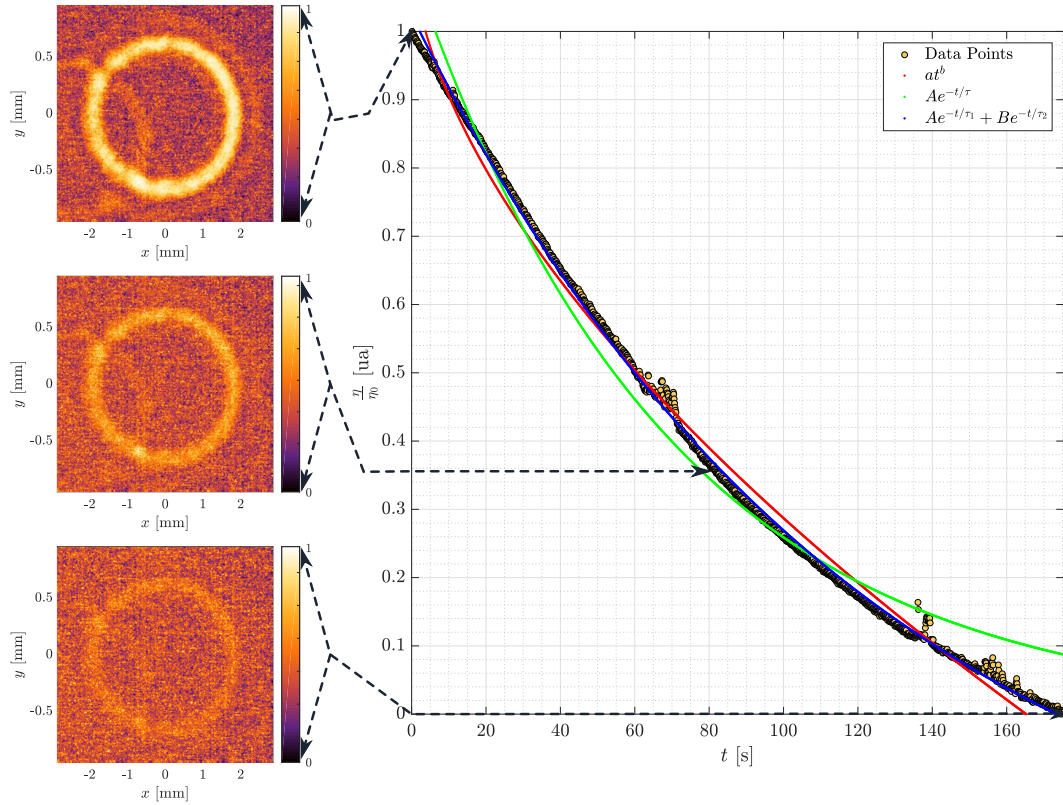 1
0.5
0
-0.5
0
-2 -1 0 1 2
x [mm]
y [mm]
1
0.5
0
-0.5
0
-2 -1 0 1 2
x [mm]
y [mm]
1
0.5
0
-0.5
0
-2 -1 0 1 2
x [mm]
y [mm]
1
0.9
0.8
0.7
0.6
0.5
0.4
0.3
0.2
0.1
0
η/η₀ [ua]
0 20 40 60 80 100 120 140 160
t [s]
Data Points
at^b
Ae^{-t/τ}
Ae^{-t/τ₁} + Be^{-t/τ₂}